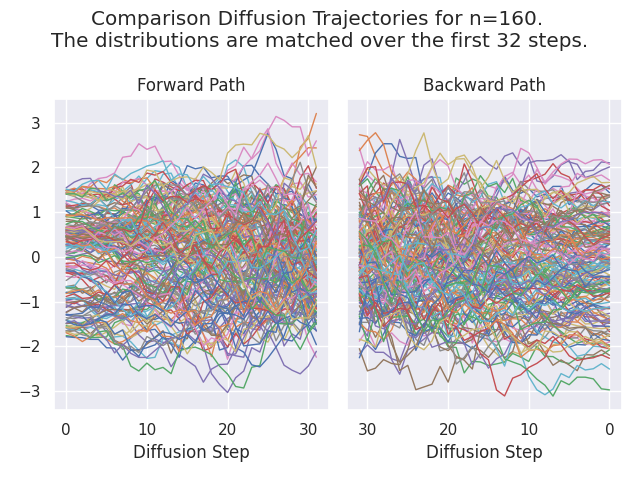 Comparison Diffusion Trajectories for n=160.
The distributions are matched over the first 32 steps.
Forward Path
Backward Path
3
2
1
0
−1
−2
−3
0 10 20 30
30 20 10 0
Diffusion Step
Diffusion Step